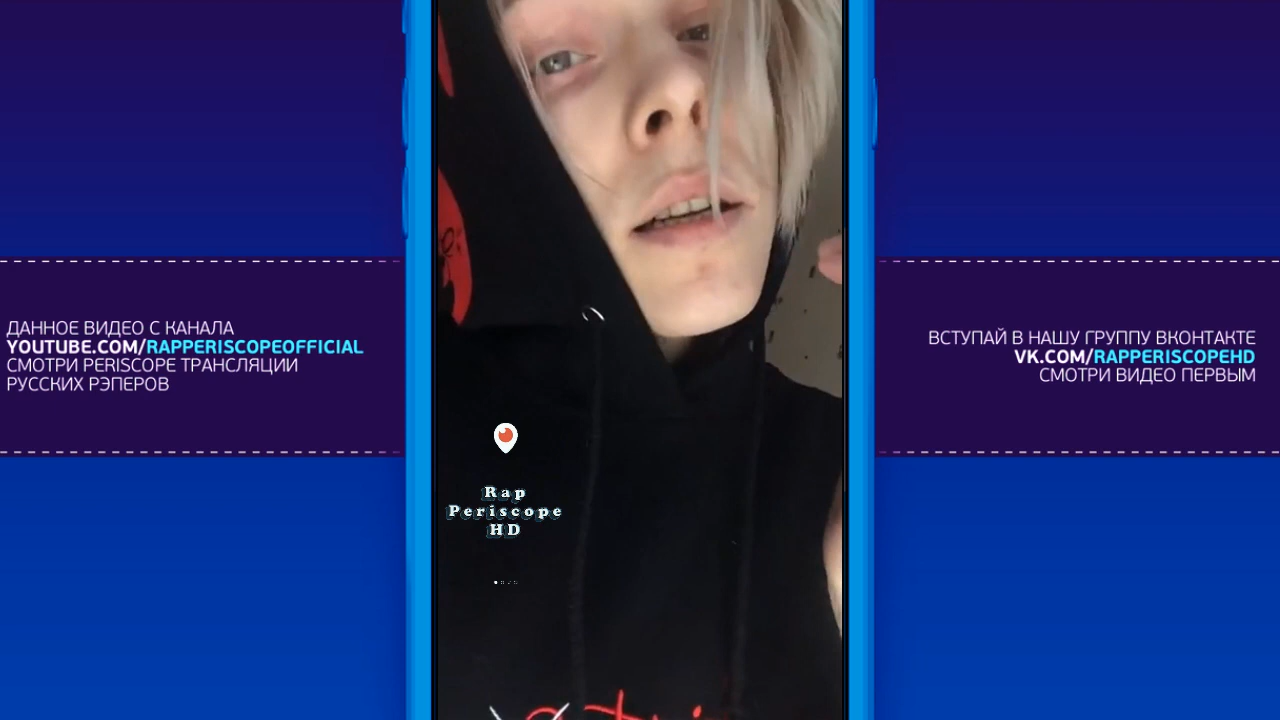 ДАННОЕ ВИДЕО С КАНАЛА
YOUTUBE.COM/RAPPERISCOPEOFFICIAL
СМОТРИ PERISCOPE ТРАНСЛЯЦИИ
РУССКИХ РЭПЕРОВ
ВСТУПАЙ В НАШУ ГРУППУ ВКОНТАКТЕ
VK.COM/RAPPERISCOPEHD
СМОТРИ ВИДЕО ПЕРВЫМ
Rap
Periscope
HD